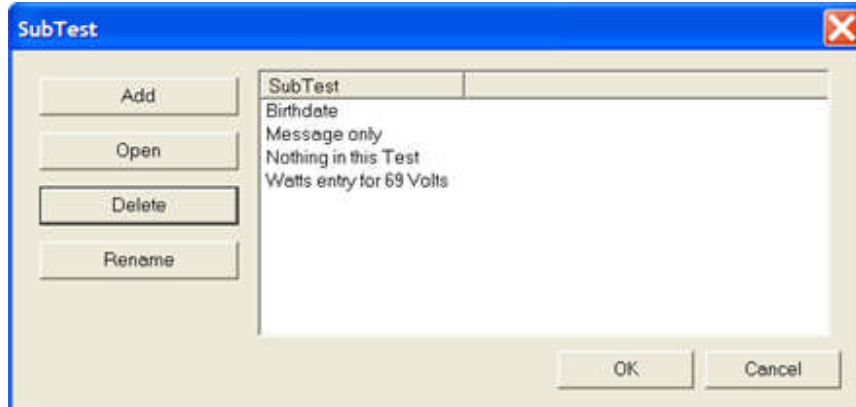 SubTest
Add
Open
Delete
Rename
SubTest
Birthdate
Message only
Nothing in this Test
Watts entry for 69 Volts
OK
Cancel